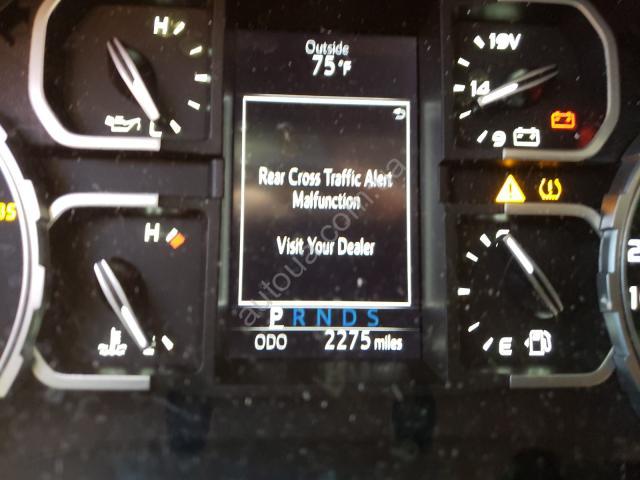 Outside
75°F
H
L
19V
14
9
Rear Cross Traffic Alert
Malfunction
Visit Your Dealer
H
E
P R N D S
ODO 2275 miles